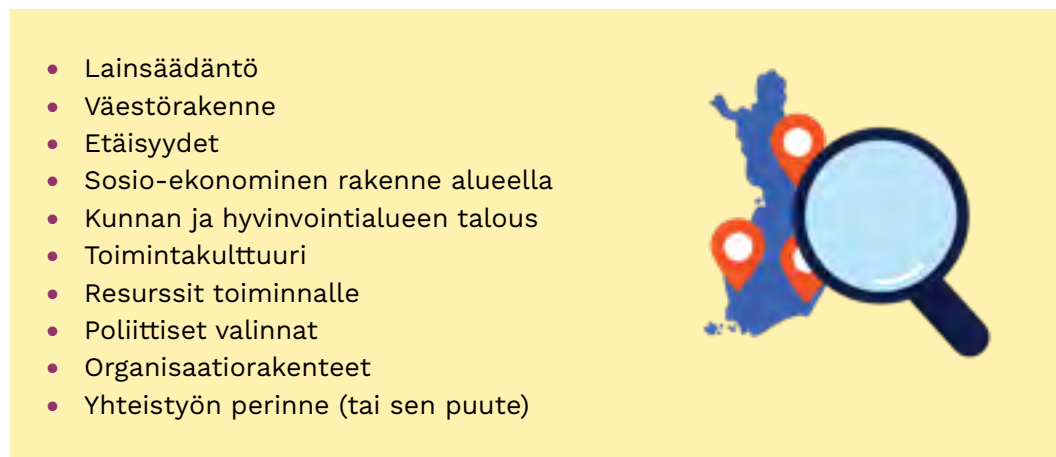 • Lainsäädäntö
• Väestörakenne
• Etäisyydet
• Sosio-ekonominen rakenne alueella
• Kunnan ja hyvinvointialueen talous
• Toimintakulttuuri
• Resurssit toiminnalle
• Poliittiset valinnat
• Organisaatiorakenteet
• Yhteistyön perinne (tai sen puute)